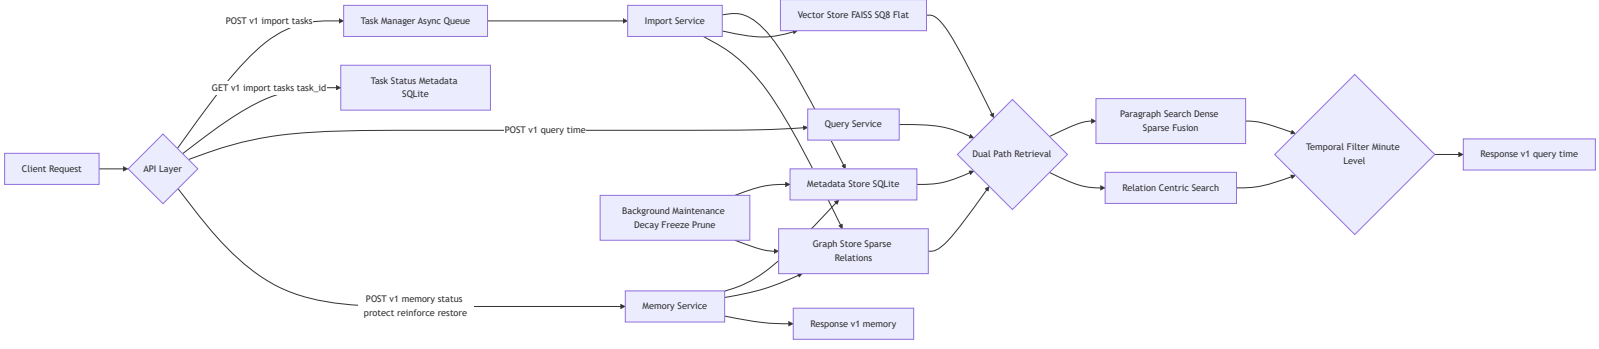 Client Request
API Layer
POST v1 import tasks
GET v1 import tasks task_id
POST v1 query time
POST v1 memory status
protect reinforce restore
Task Manager Async Queue
Task Status Metadata
SQLite
Import Service
Background Maintenance
Decay Freeze Prune
Memory Service
Vector Store FAISS SQ8 Flat
Query Service
Metadata Store SQLite
Graph Store Sparse
Relations
Response v1 memory
Dual Path Retrieval
Paragraph Search Dense
Sparse Fusion
Relation Centric Search
Temporal Filter Minute
Level
Response v1 query time